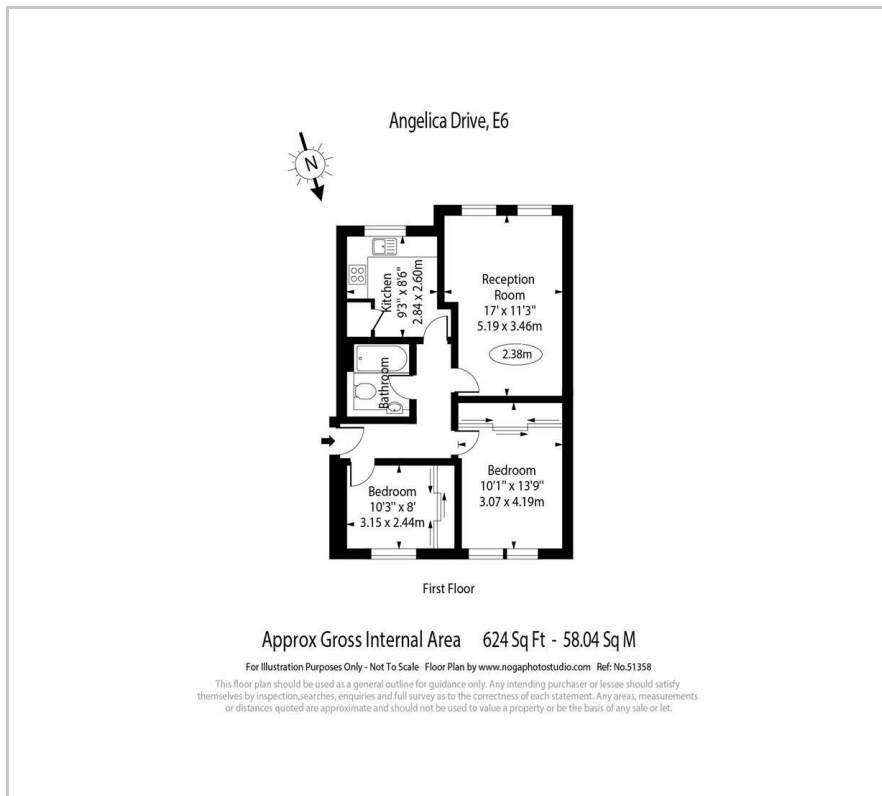 Angelica Drive, E6
N
Kitchen
9'3" x 8'6"
2.84 x 2.60m
Reception
Room
17' x 11'3"
5.19 x 3.46m
2.38m
Bathroom
Bedroom
10'1" x 13'9"
3.07 x 4.19m
Bedroom
10'3" x 8'
3.15 x 2.44m
First Floor
Approx Gross Internal Area 624 Sq Ft - 58.04 Sq M
For Illustration Purposes Only - Not To Scale Floor Plan by www.nogaphotostudio.com Ref: No.51358
This floor plan should be used as a general outline for guidance only. Any intending purchaser or lessee should satisfy
themselves by inspection,searches, enquiries and full survey as to the correctness of each statement. Any areas, measurements
or distances quoted are approximate and should not be used to value a property or be the basis of any sale or let.